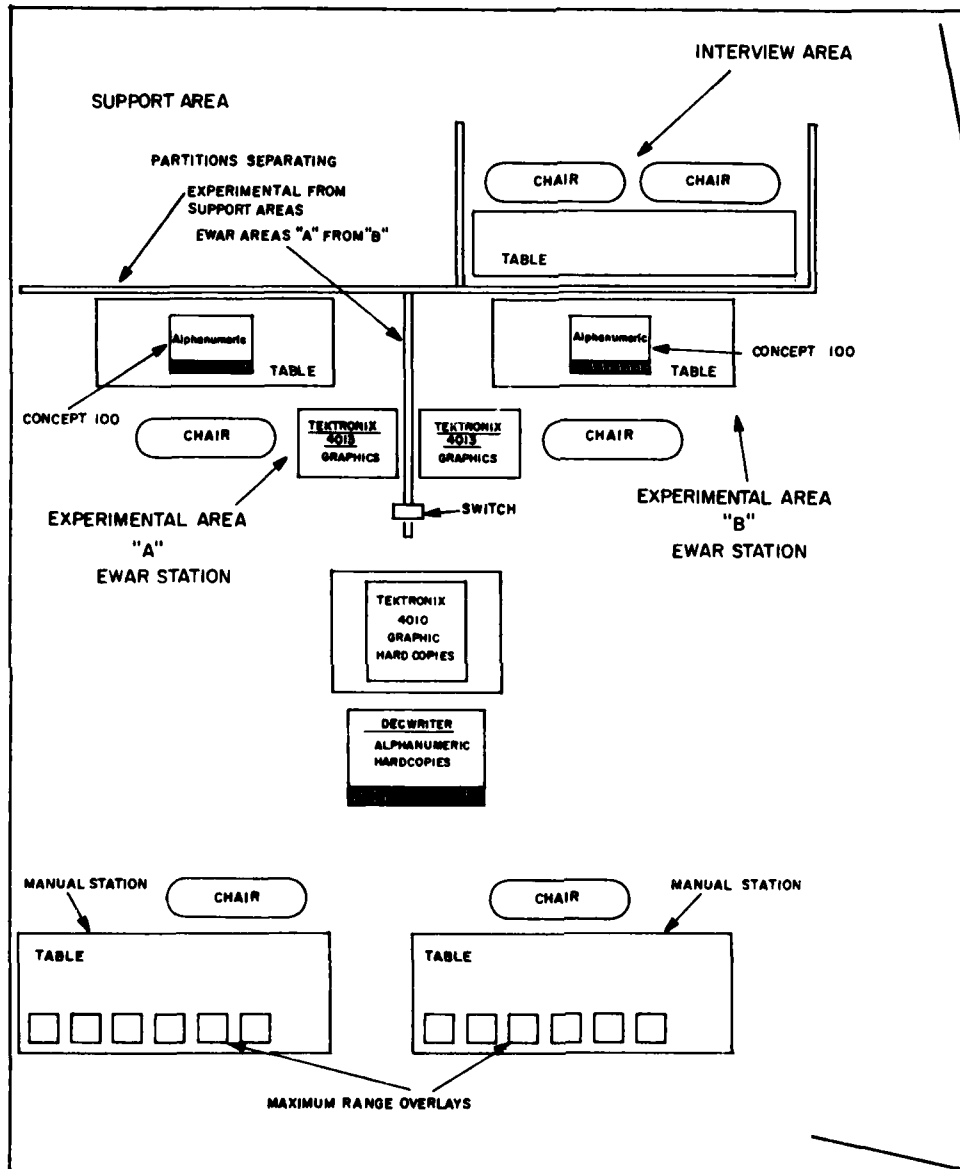 INTERVIEW AREA
SUPPORT AREA
PARTITIONS SEPARATING
EXPERIMENTAL FROM
SUPPORT AREAS
EWAR AREAS "A" FROM "B"
CHAIR
CHAIR
TABLE
Alphanumeric
TABLE
CONCEPT 100
Alphanumeric
TABLE
CONCEPT 100
CHAIR
TEKTRONIX
4013
GRAPHICS
TEKTRONIX
4013
GRAPHICS
CHAIR
SWITCH
EXPERIMENTAL AREA
"A"
EWAR STATION
EXPERIMENTAL AREA
"B"
EWAR STATION
TEKTRONIX
4010
GRAPHIC
HARD COPIES
DECWRITER
ALPHANUMERIC
HARDCOPIES
MANUAL STATION
CHAIR
CHAIR
MANUAL STATION
TABLE
TABLE
MAXIMUM RANGE OVERLAYS